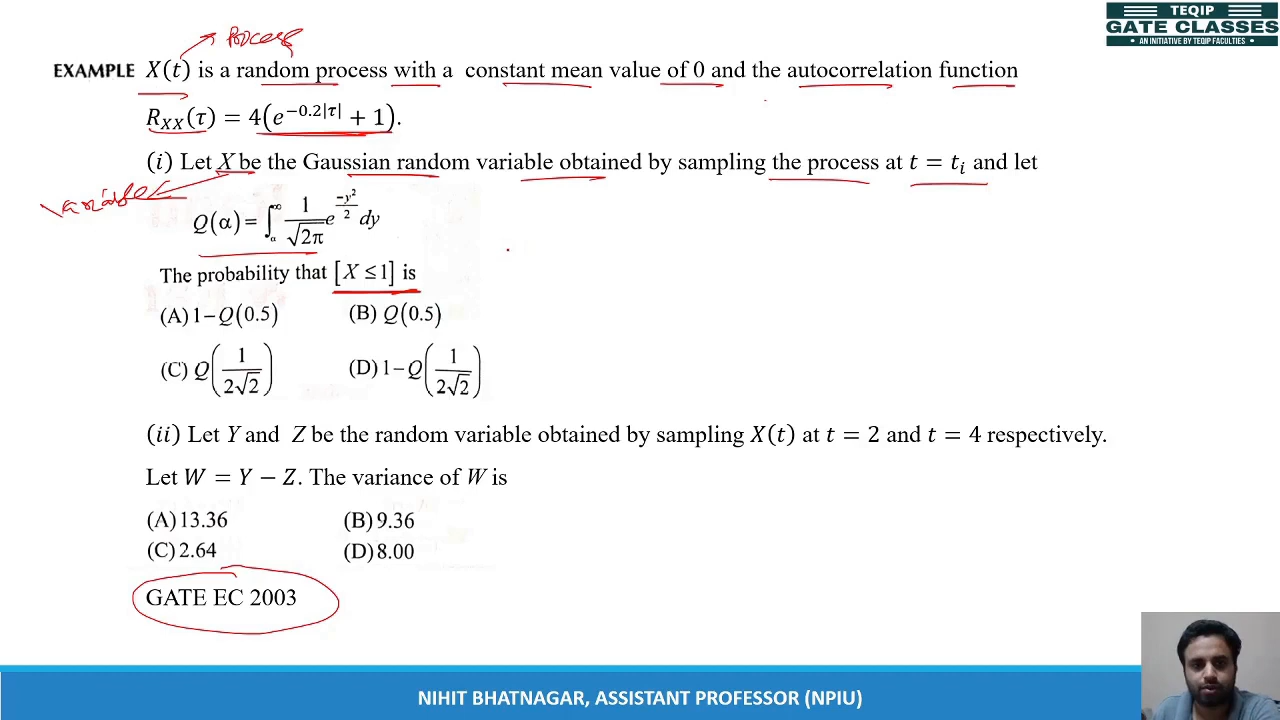 TEQIP
GATE CLASSES
AN INITIATIVE BY TEQIP FACULTIES
Process
EXAMPLE X(t) is a random process with a constant mean value of 0 and the autocorrelation function
R_XX(τ) = 4(e^{−0.2|τ|} + 1).
(i) Let X be the Gaussian random variable obtained by sampling the process at t = t_i and let
Variable
Q(α) = ∫_α^∞ 1/√2π e^{−y²/2} dy
The probability that [X ≤ 1] is
(A) 1−Q(0.5) (B) Q(0.5)
(C) Q(1/2√2) (D) 1−Q(1/2√2)
(ii) Let Y and Z be the random variable obtained by sampling X(t) at t = 2 and t = 4 respectively.
Let W = Y − Z. The variance of W is
(A) 13.36 (B) 9.36
(C) 2.64 (D) 8.00
GATE EC 2003
NIHIT BHATNAGAR, ASSISTANT PROFESSOR (NPIU)